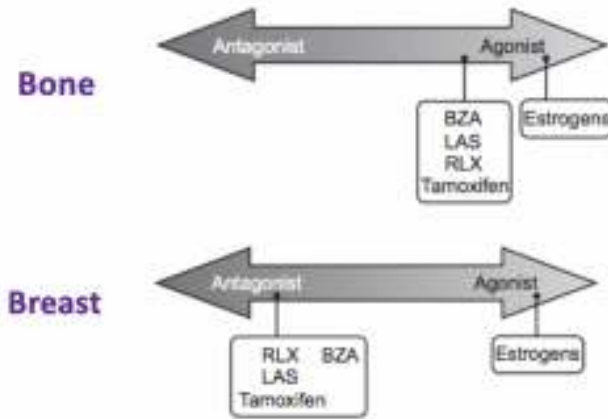 Antagonist Agonist
Bone
BZA
LAS
RLX
Tamoxifen
Estrogens
Antagonist Agonist
Breast
RLX BZA
LAS
Tamoxifen
Estrogens